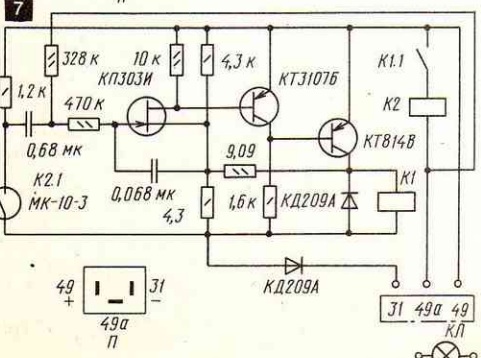 7
328 к
10 к
4,3 к
КП303И
КТ3107Б
К1.1
1,2 к
470 к
К2
КТ814В
0,68 мк
9,09
К2.1
МК-10-3
0,068 мк
К1
4,3
1,6 к
КД209А
49
+
31
–
49а
П
КД209А
31 49а 49
КЛ